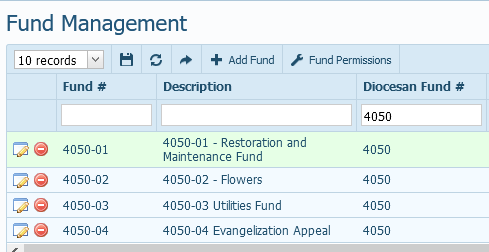 Fund Management
10 records Add Fund Fund Permissions
Fund # Description Diocesan Fund #
4050
4050-01 4050-01 - Restoration and Maintenance Fund 4050
4050-02 4050-02 - Flowers 4050
4050-03 4050-03 Utilities Fund 4050
4050-04 4050-04 Evangelization Appeal 4050